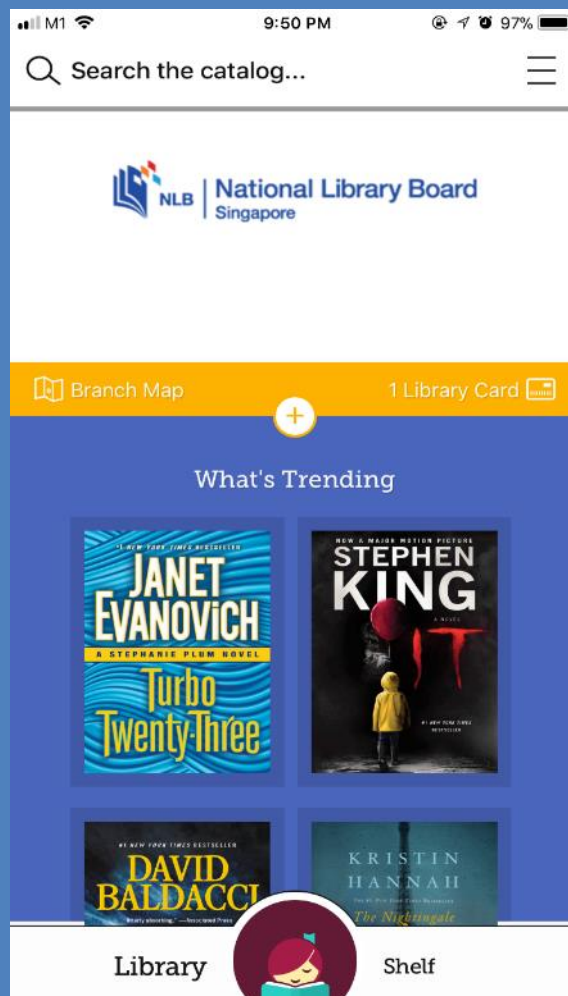 M1 9:50 PM 97%
Search the catalog...
NLB National Library Board
Singapore
Branch Map 1 Library Card
+
What's Trending
#1 NEW YORK TIMES BESTSELLER
JANET
EVANOVICH
A STEPHANIE PLUM NOVEL
Turbo
Twenty-Three
NOW A MAJOR MOTION PICTURE
STEPHEN
KING
A NOVEL
IT
#1 NEW YORK TIMES
BESTSELLER
#1 NEW YORK TIMES BESTSELLER
DAVID
BALDACCI
absorbing." —Associated Press
KRISTIN
HANNAH
The Nightingale
Library Shelf